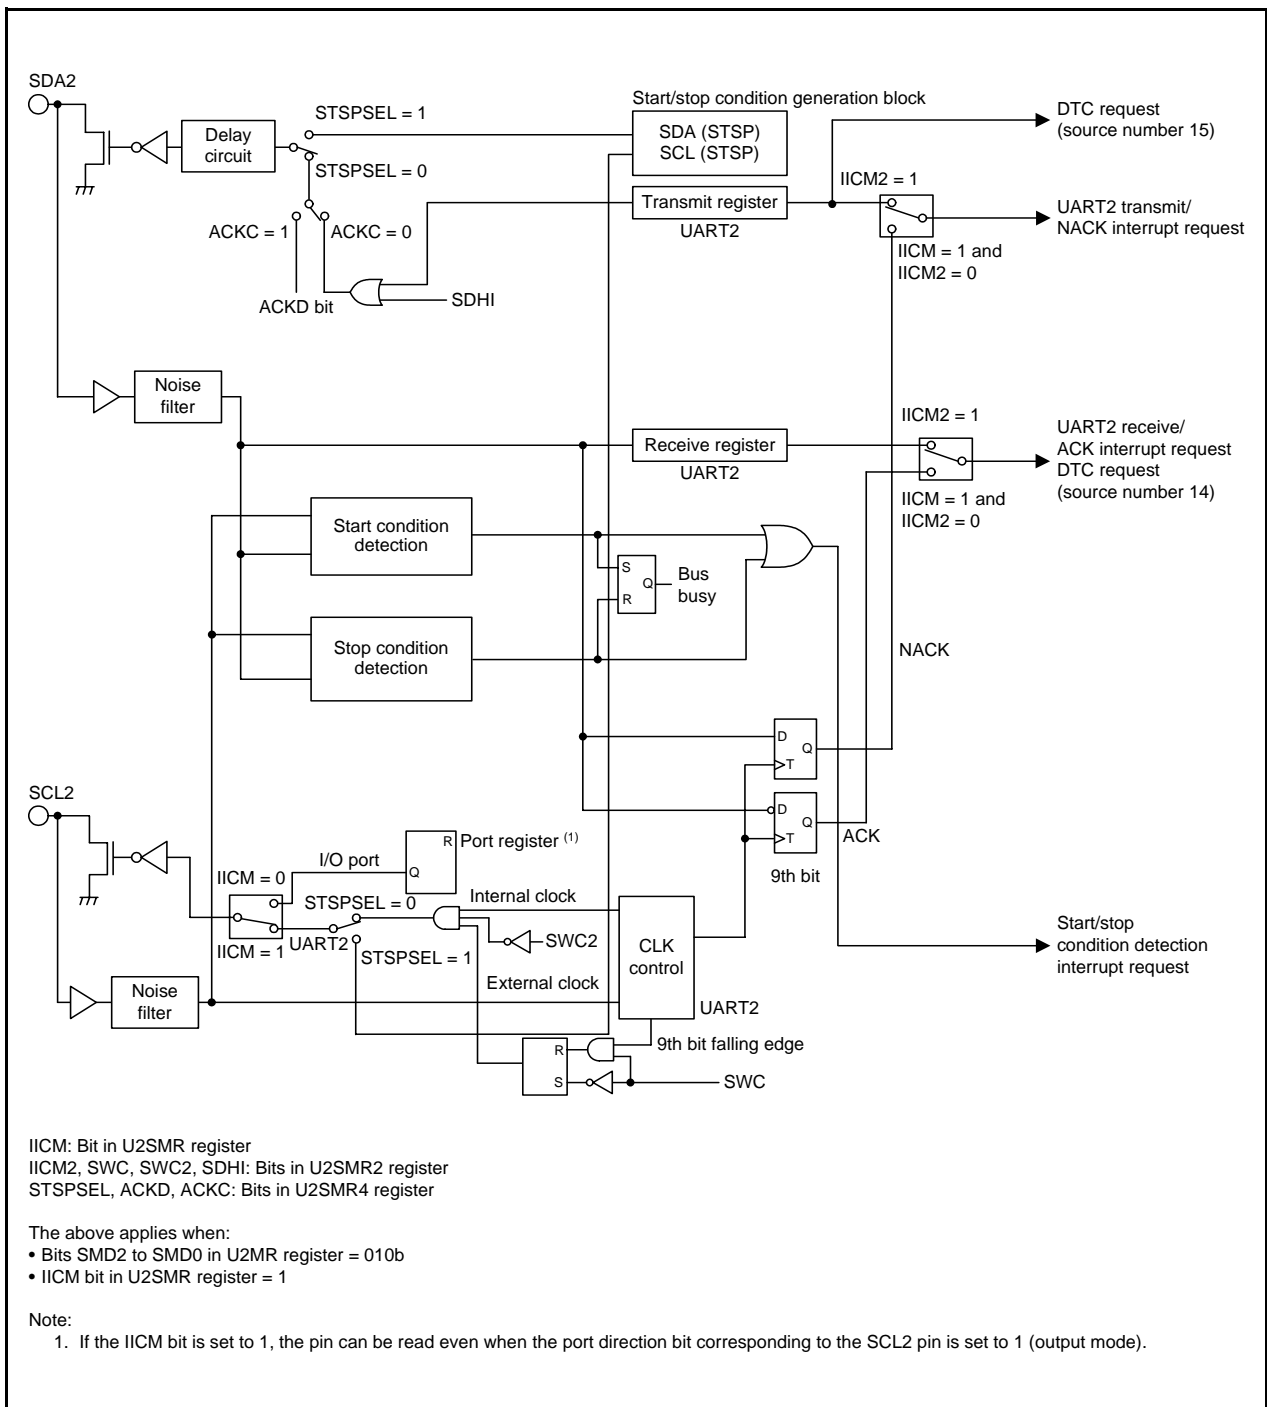 SDA2
STSPSEL = 1
Delay
circuit
STSPSEL = 0
ACKC = 1
ACKC = 0
ACKD bit
SDHI
Start/stop condition generation block
SDA (STSP)
SCL (STSP)
Transmit register
UART2
DTC request
(source number 15)
IICM2 = 1
UART2 transmit/
NACK interrupt request
IICM = 1 and
IICM2 = 0
Noise
filter
Receive register
UART2
IICM2 = 1
UART2 receive/
ACK interrupt request
DTC request
(source number 14)
IICM = 1 and
IICM2 = 0
Start condition
detection
S
R
Q
Bus
busy
Stop condition
detection
NACK
D
Q
T
D
Q
T
ACK
9th bit
SCL2
I/O port
R
Q
Port register (1)
IICM = 0
IICM = 1
UART2
STSPSEL = 0
STSPSEL = 1
Internal clock
SWC2
External clock
CLK
control
UART2
Noise
filter
9th bit falling edge
R
S
SWC
Start/stop
condition detection
interrupt request
IICM: Bit in U2SMR register
IICM2, SWC, SWC2, SDHI: Bits in U2SMR2 register
STSPSEL, ACKD, ACKC: Bits in U2SMR4 register
The above applies when:
• Bits SMD2 to SMD0 in U2MR register = 010b
• IICM bit in U2SMR register = 1
Note:
1. If the IICM bit is set to 1, the pin can be read even when the port direction bit corresponding to the SCL2 pin is set to 1 (output mode).